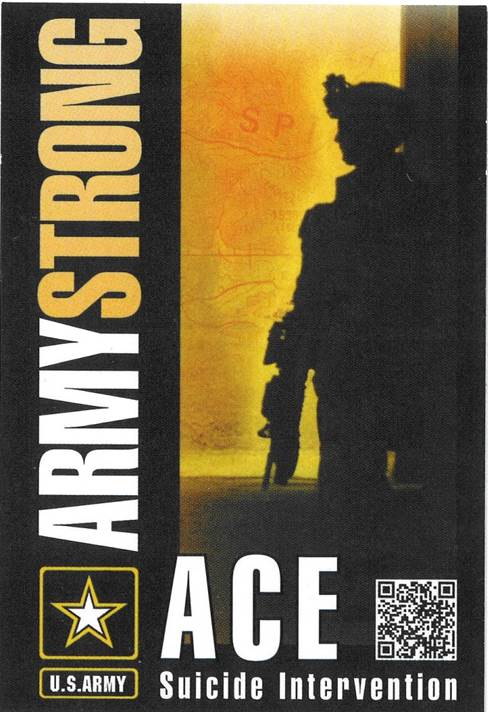 ARMYSTRONG
S P
ACE
U.S.ARMY
Suicide Intervention